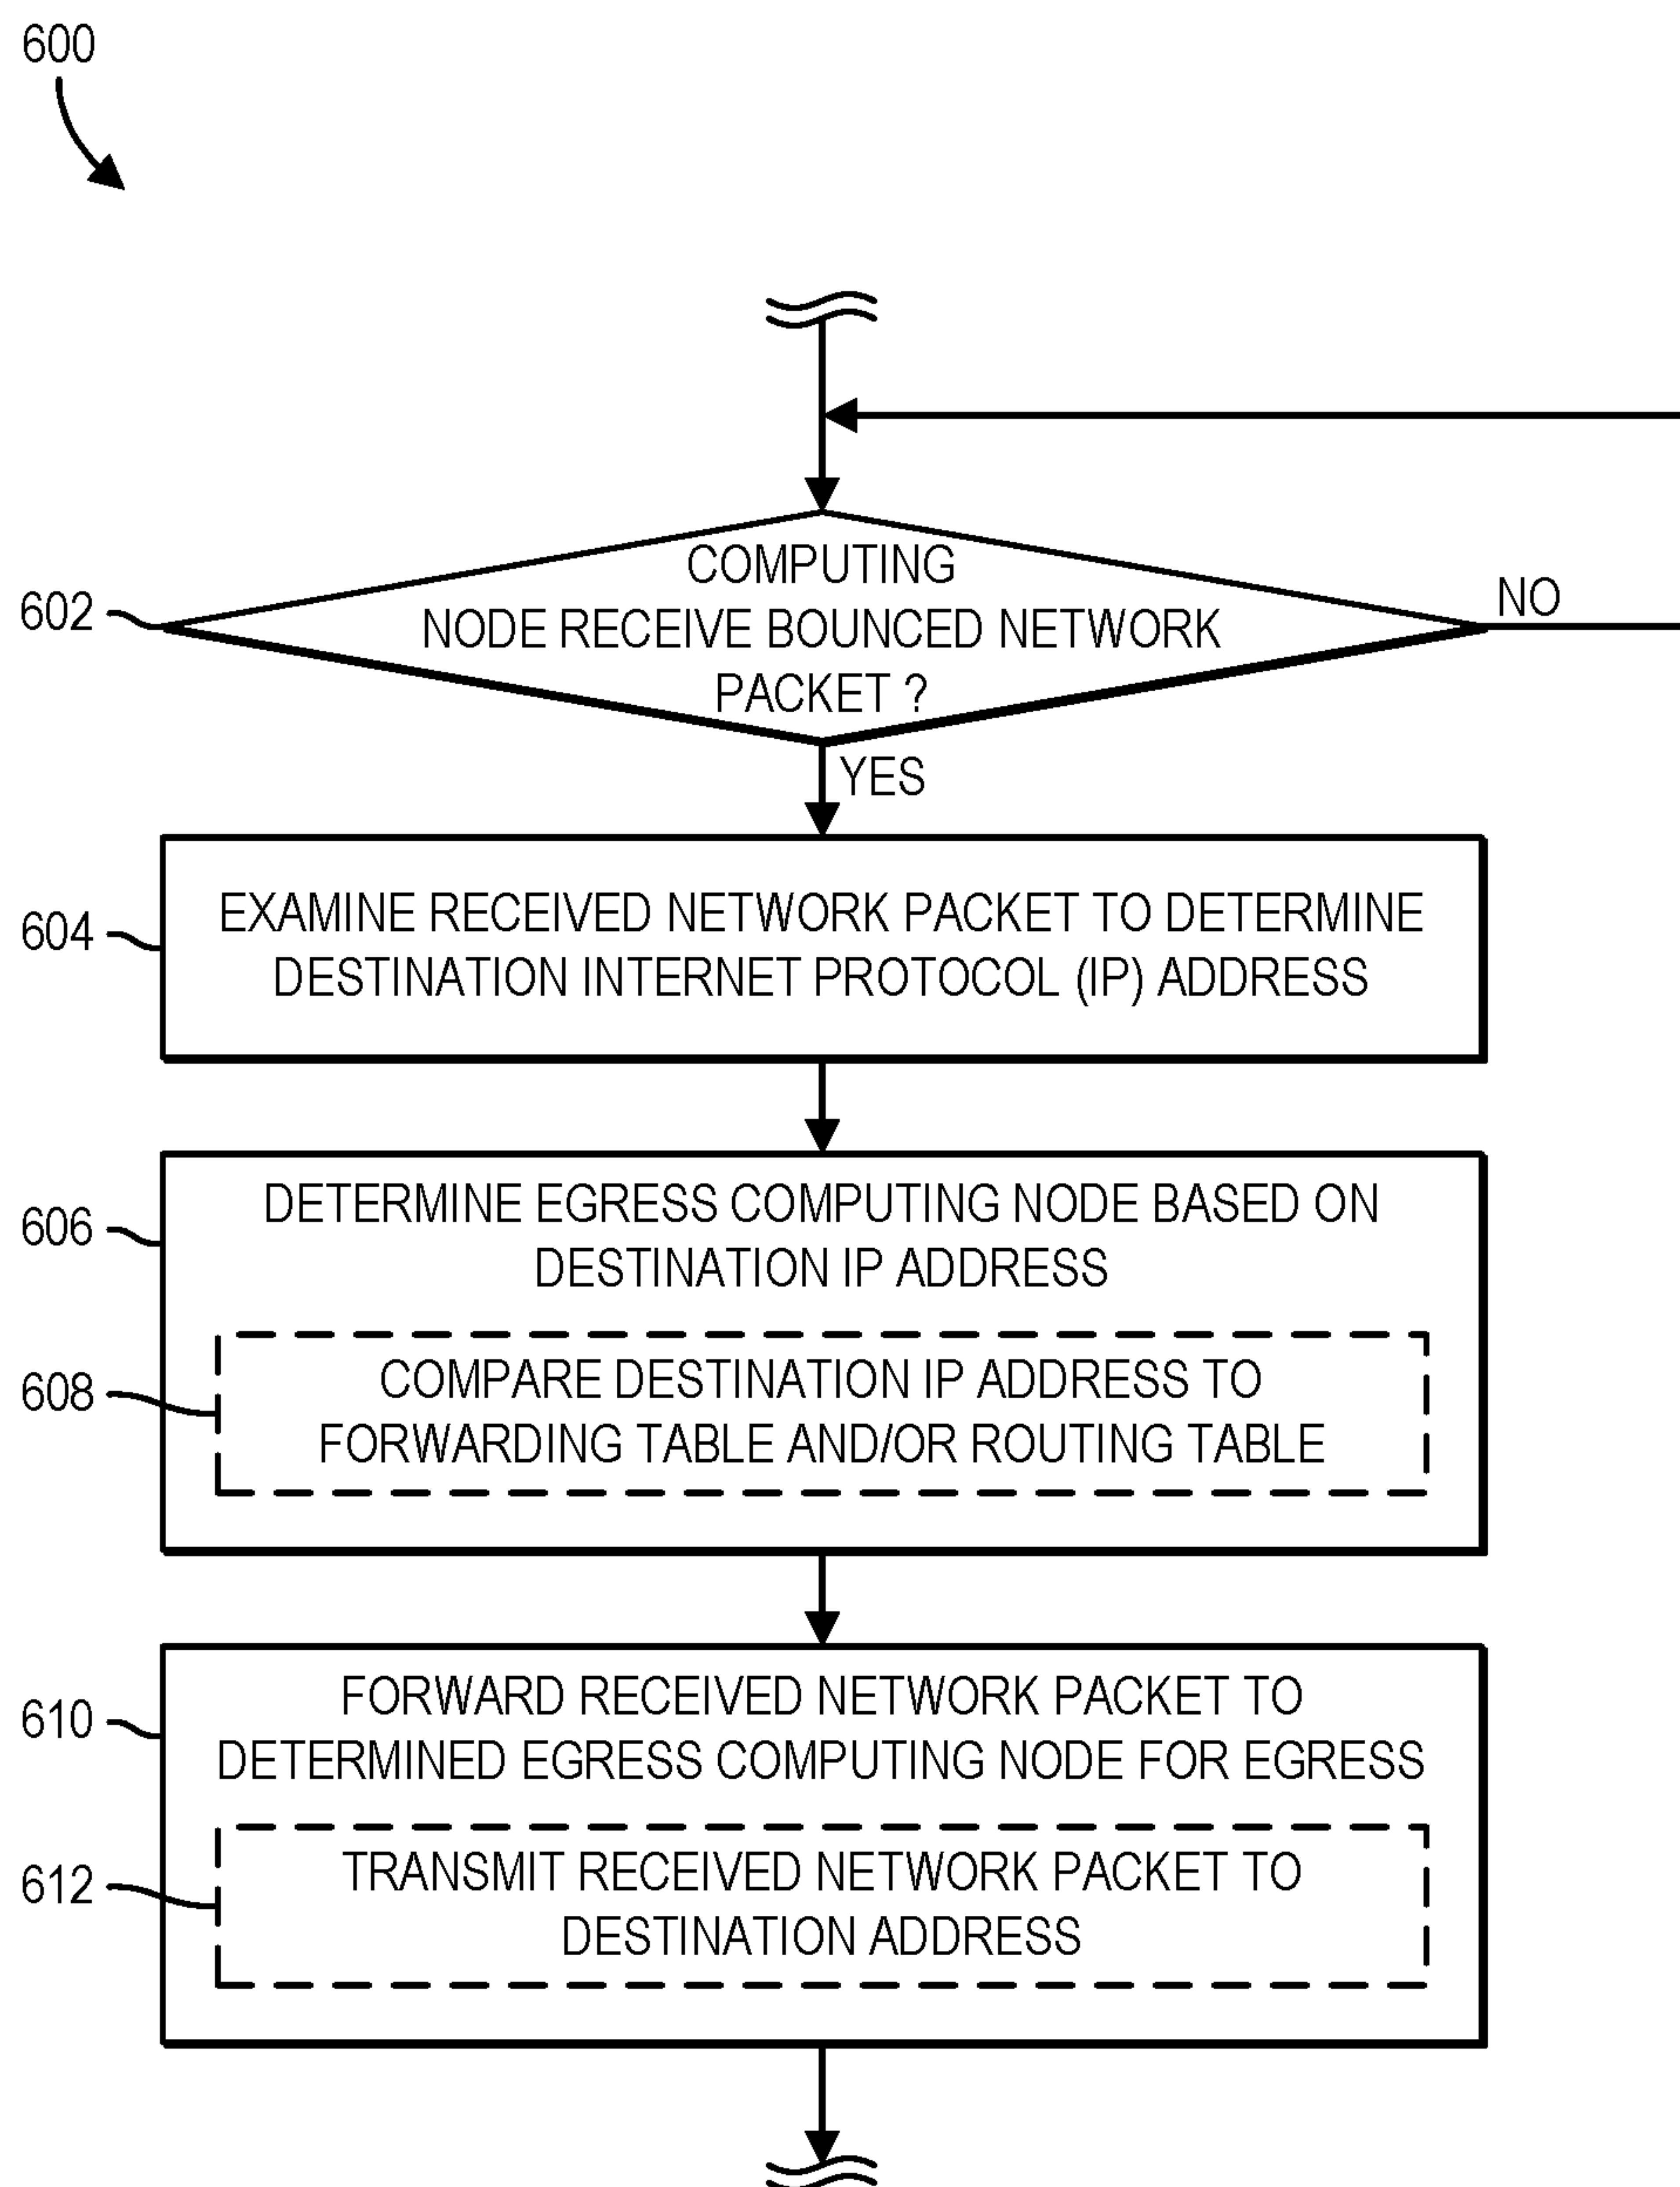 600
COMPUTING
602
NODE RECEIVE BOUNCED NETWORK
NO
PACKET ?
YES
604
EXAMINE RECEIVED NETWORK PACKET TO DETERMINE
DESTINATION INTERNET PROTOCOL (IP) ADDRESS
606
DETERMINE EGRESS COMPUTING NODE BASED ON
DESTINATION IP ADDRESS
608
COMPARE DESTINATION IP ADDRESS TO
FORWARDING TABLE AND/OR ROUTING TABLE
610
FORWARD RECEIVED NETWORK PACKET TO
DETERMINED EGRESS COMPUTING NODE FOR EGRESS
612
TRANSMIT RECEIVED NETWORK PACKET TO
DESTINATION ADDRESS